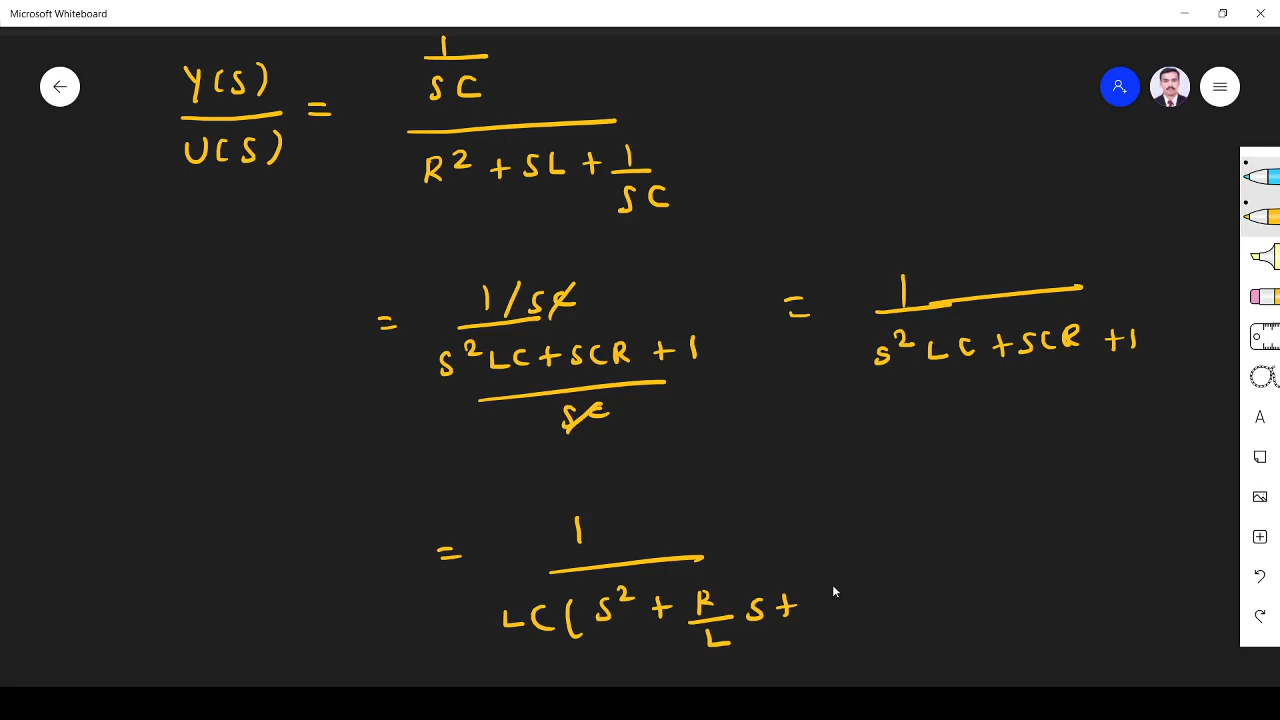 Microsoft Whiteboard
Y(S)/U(S) = (1/SC)/(R² + SL + 1/SC)
= (1/SC)/((S²LC + SCR + 1)/SC) = 1/(S²LC + SCR + 1)
= 1/(LC(S² + R/L S +
A